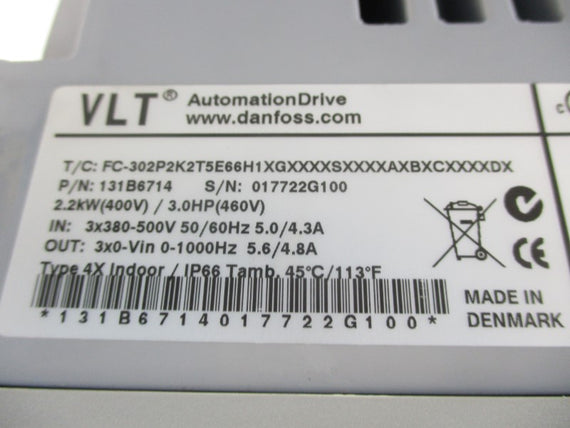 VLT® AutomationDrive
www.danfoss.com
T/C: FC-302P2K2T5E66H1XGXXXXSXXXXAXBXCXXXXDX
P/N: 131B6714 S/N: 017722G100
2.2kW(400V) / 3.0HP(460V)
IN: 3x380-500V 50/60Hz 5.0/4.3A
OUT: 3x0-Vin 0-1000Hz 5.6/4.8A
Type 4X Indoor / IP66 Tamb. 45°C/113°F
CE
*131B6714017722G100*
MADE IN
DENMARK